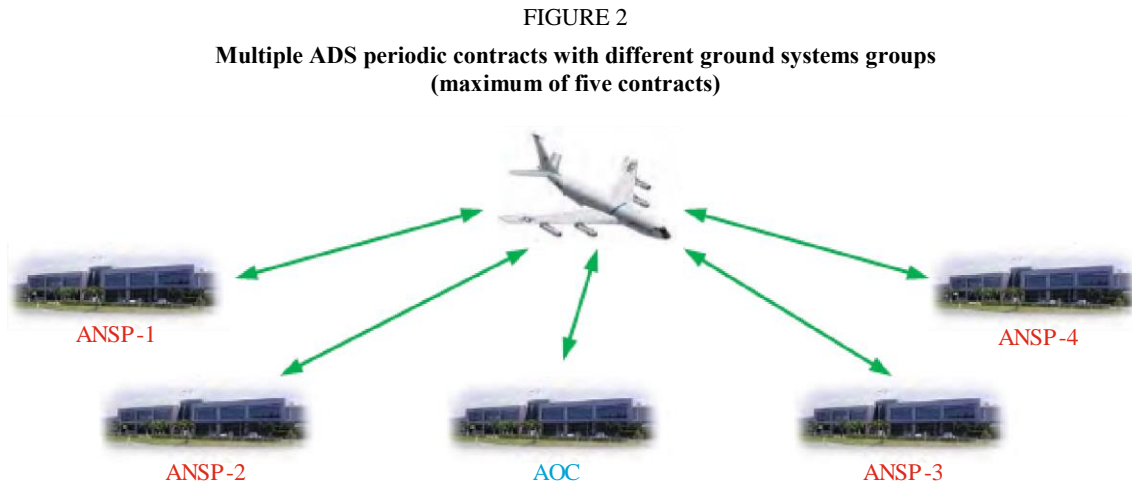 FIGURE 2
Multiple ADS periodic contracts with different ground systems groups
(maximum of five contracts)
ANSP-1
ANSP-4
ANSP-2
AOC
ANSP-3